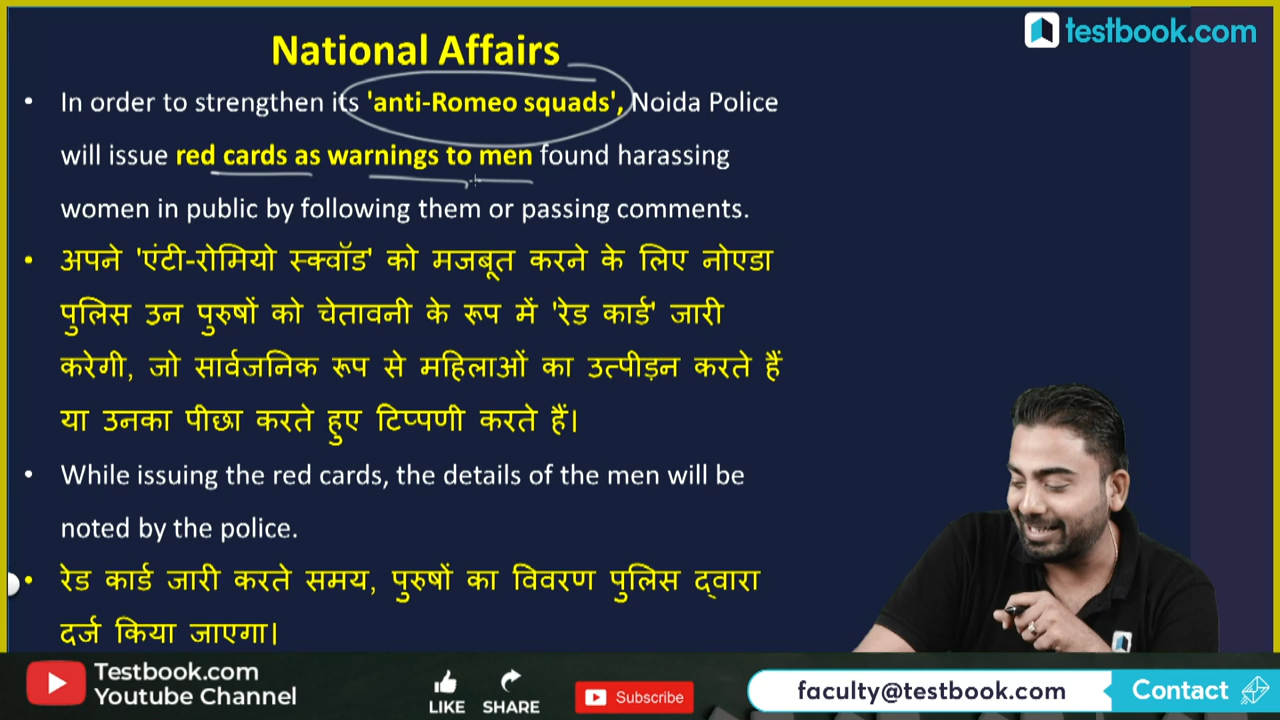 National Affairs
testbook.com
• In order to strengthen its 'anti-Romeo squads', Noida Police
will issue red cards as warnings to men found harassing
women in public by following them or passing comments.
• अपने 'एंटी-रोमियो स्क्वॉड' को मजबूत करने के लिए नोएडा
पुलिस उन पुरुषों को चेतावनी के रूप में 'रेड कार्ड' जारी
करेगी, जो सार्वजनिक रूप से महिलाओं का उत्पीड़न करते हैं
या उनका पीछा करते हुए टिप्पणी करते हैं।
• While issuing the red cards, the details of the men will be
noted by the police.
• रेड कार्ड जारी करते समय, पुरुषों का विवरण पुलिस द्वारा
दर्ज किया जाएगा।
Testbook.com
Youtube Channel
LIKE
SHARE
Subscribe
faculty@testbook.com
Contact